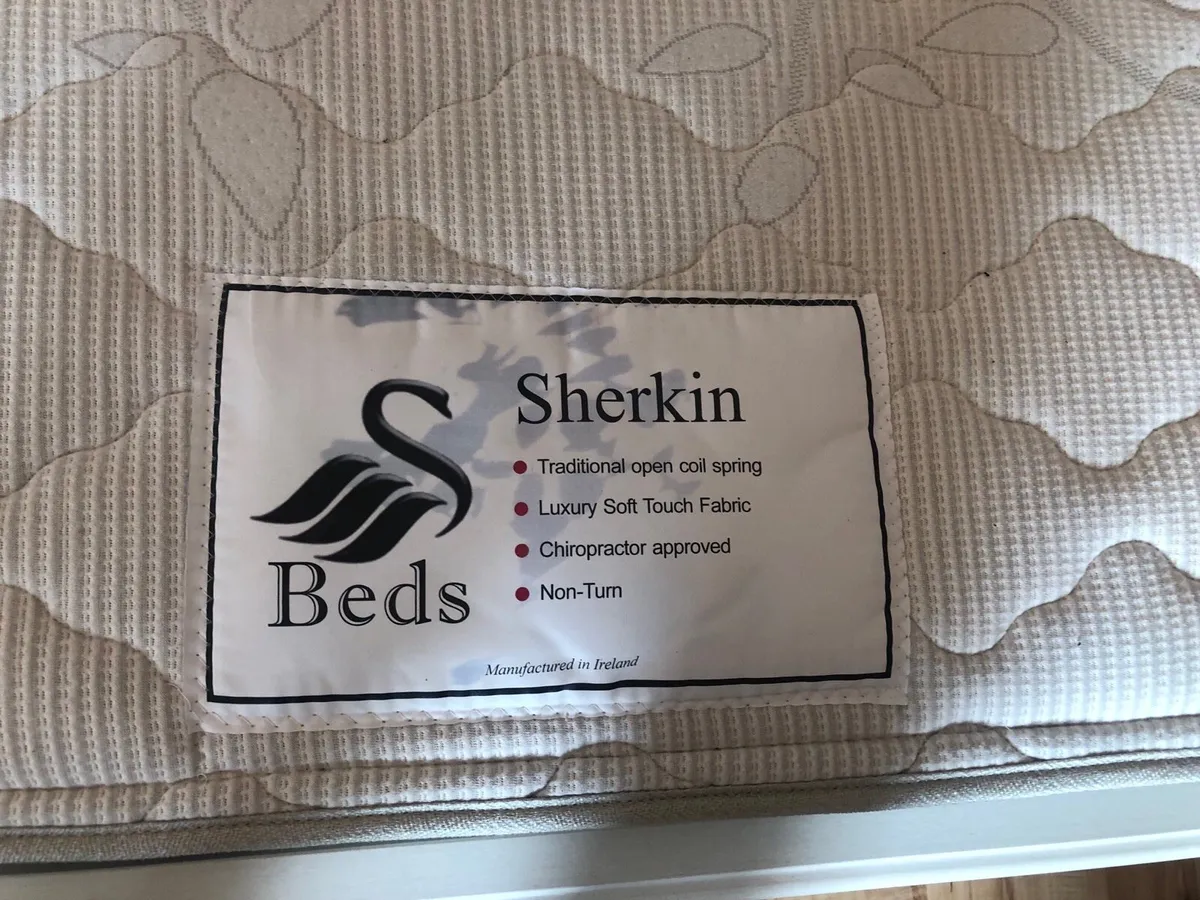 Sherkin
Traditional open coil spring
Luxury Soft Touch Fabric
Chiropractor approved
Non-Turn
Beds
Manufactured in Ireland